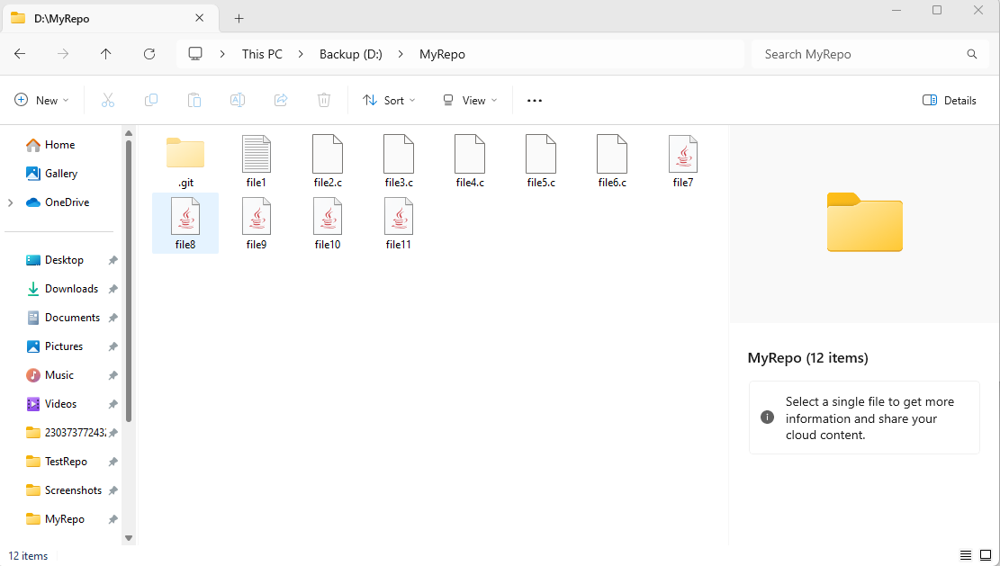 D:\MyRepo
This PC
Backup (D:)
MyRepo
Search MyRepo
New
Sort
View
Details
Home
Gallery
OneDrive
Desktop
Downloads
Documents
Pictures
Music
Videos
230373772432
TestRepo
Screenshots
MyRepo
.git
file1
file2.c
file3.c
file4.c
file5.c
file6.c
file7
file8
file9
file10
file11
MyRepo (12 items)
Select a single file to get more
information and share your
cloud content.
12 items